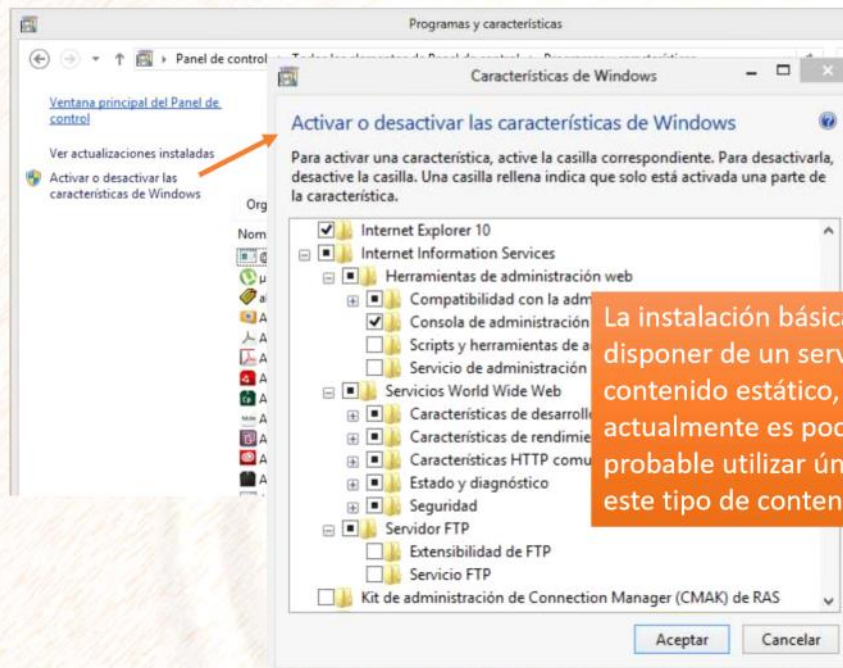 Programas y características
Panel de control
Ventana principal del Panel de
control
Ver actualizaciones instaladas
Activar o desactivar las
características de Windows
Org
Nom
Características de Windows
Activar o desactivar las características de Windows
Para activar una característica, active la casilla correspondiente. Para desactivarla,
desactive la casilla. Una casilla rellena indica que solo está activada una parte de
la característica.
Internet Explorer 10
Internet Information Services
Herramientas de administración web
Compatibilidad con la adm
Consola de administración
Scripts y herramientas de a
Servicio de administración
Servicios World Wide Web
Características de desarroll
Características de rendimie
Características HTTP comu
Estado y diagnóstico
Seguridad
Servidor FTP
Extensibilidad de FTP
Servicio FTP
Kit de administración de Connection Manager (CMAK) de RAS
Aceptar
Cancelar
La instalación básica
disponer de un serv
contenido estático,
actualmente es poc
probable utilizar ún
este tipo de conten